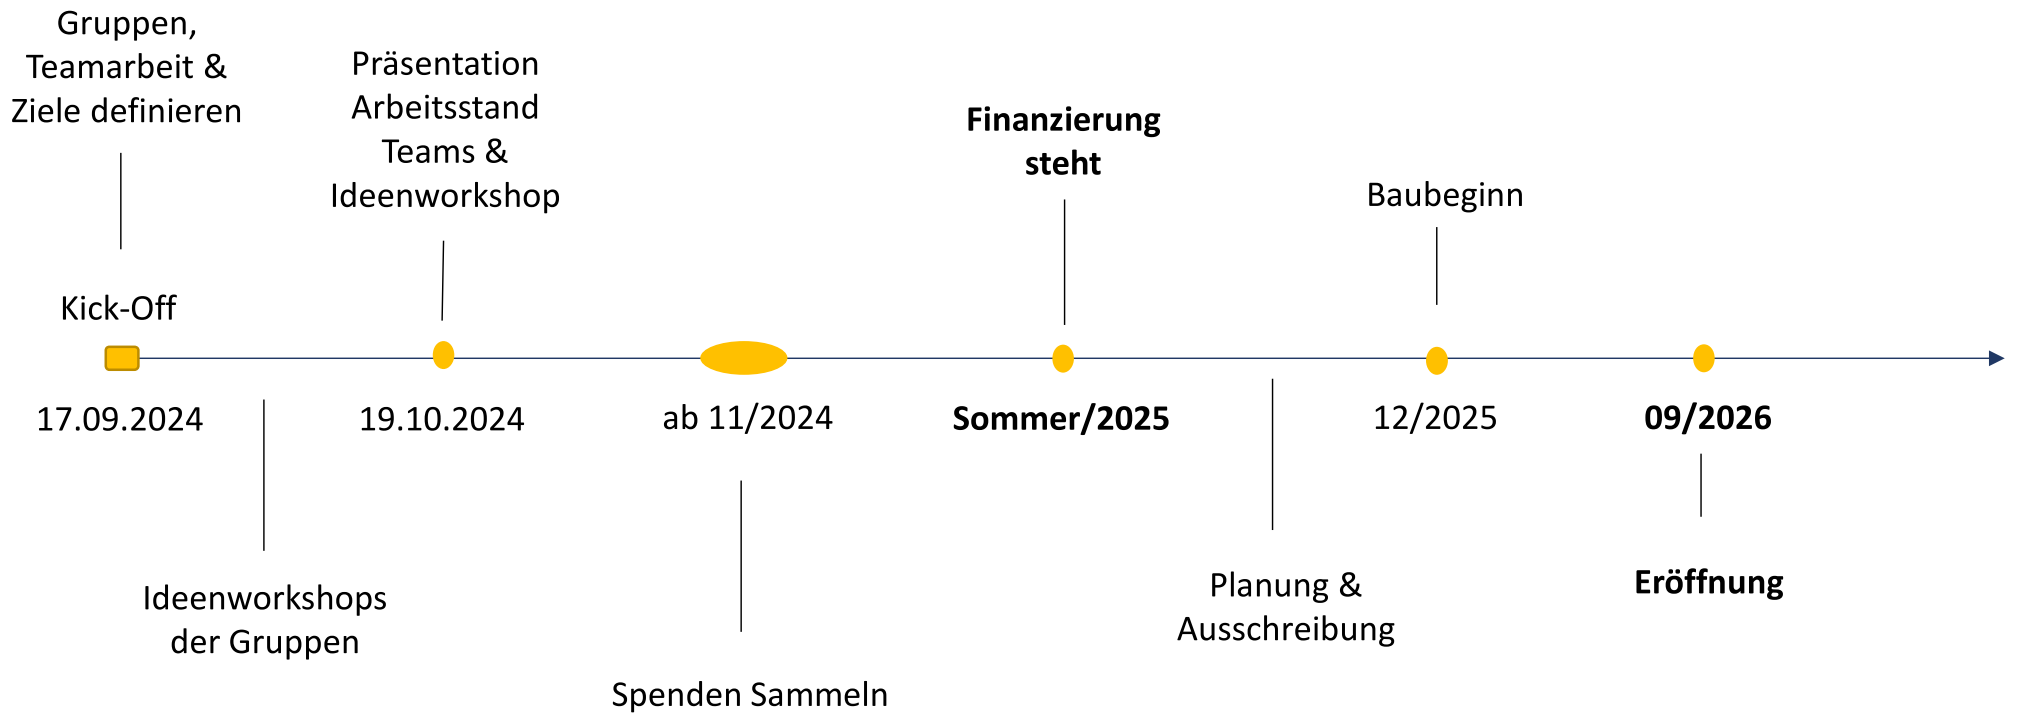 Gruppen,
Teamarbeit &
Ziele definieren
Kick-Off
17.09.2024
Ideenworkshops
der Gruppen
Präsentation
Arbeitsstand
Teams &
Ideenworkshop
19.10.2024
ab 11/2024
Spenden Sammeln
Finanzierung
steht
Sommer/2025
Planung &
Ausschreibung
Baubeginn
12/2025
09/2026
Eröffnung